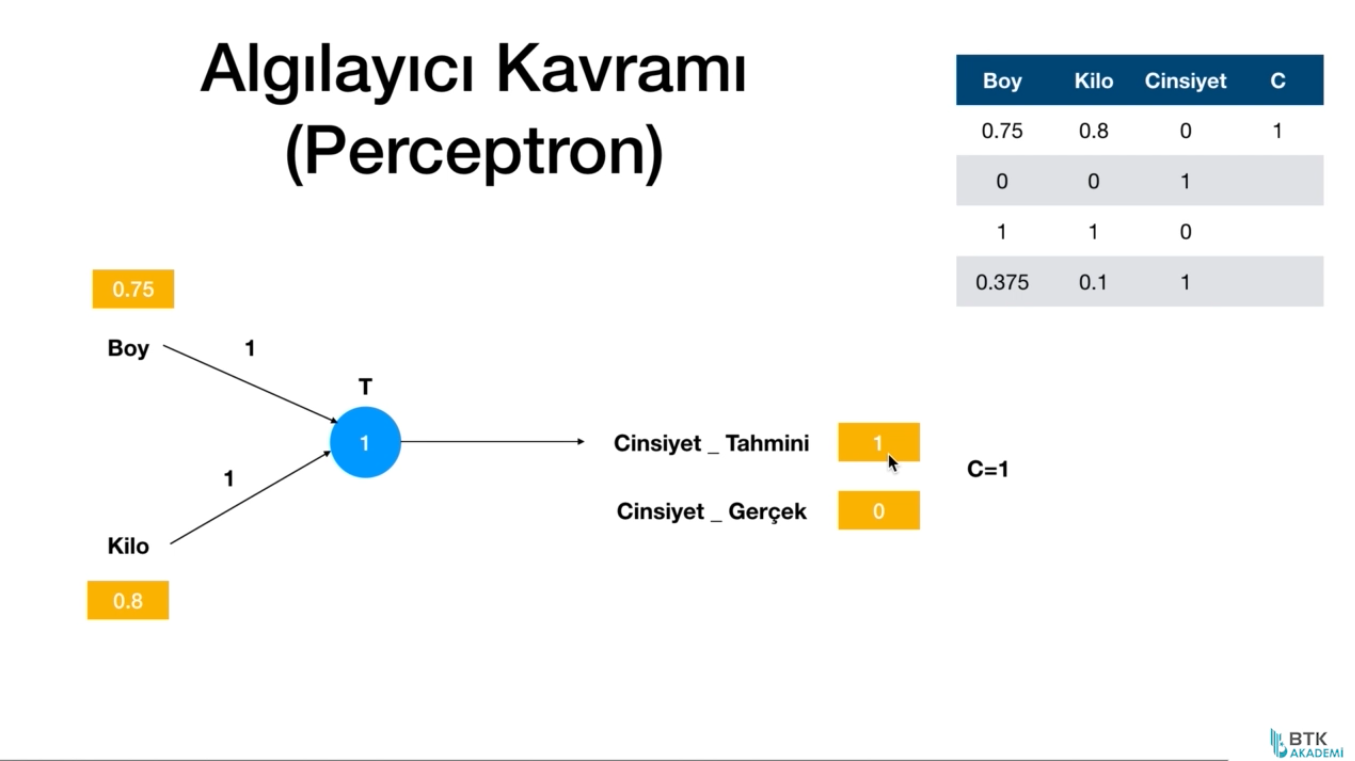 Algılayıcı Kavramı
(Perceptron)
Boy Kilo Cinsiyet C
0.75 0.8 0 1
0 0 1
1 1 0
0.375 0.1 1
0.75
Boy
1
T
1
1
Kilo
0.8
Cinsiyet _ Tahmini 1
C=1
Cinsiyet _ Gerçek 0
BTK
AKADEMİ